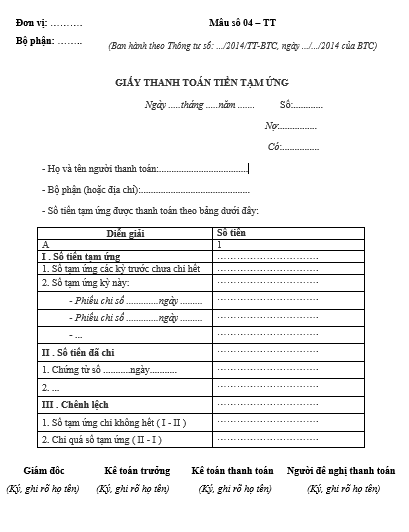 Đơn vị: ………. Mẫu số 04 – TT
Bộ phận: …….. (Ban hành theo Thông tư số: .../2014/TT-BTC, ngày .../.../2014 của BTC)
GIẤY THANH TOÁN TIỀN TẠM ỨNG
Ngày .....tháng .....năm ....... Số:............
Nợ:...............
Có:...............
- Họ và tên người thanh toán:....................................
- Bộ phận (hoặc địa chỉ):............................................
- Số tiền tạm ứng được thanh toán theo bảng dưới đây:
Diễn giải Số tiền
A 1
I . Số tiền tạm ứng ……………………………
1. Số tạm ứng các kỳ trước chưa chi hết ……………………………
2. Số tạm ứng kỳ này: ……………………………
- Phiếu chi số .............ngày ......... ……………………………
- Phiếu chi số .............ngày ......... ……………………………
- ... ……………………………
II . Số tiền đã chi ……………………………
1. Chứng từ số ...........ngày........... ……………………………
2. ... ……………………………
III . Chênh lệch ……………………………
1. Số tạm ứng chi không hết ( I - II ) ……………………………
2. Chi quá số tạm ứng ( II - I ) ……………………………
Giám đốc Kế toán trưởng Kế toán thanh toán Người đề nghị thanh toán
(Ký, ghi rõ họ tên) (Ký, ghi rõ họ tên) (Ký, ghi rõ họ tên) (Ký, ghi rõ họ tên)